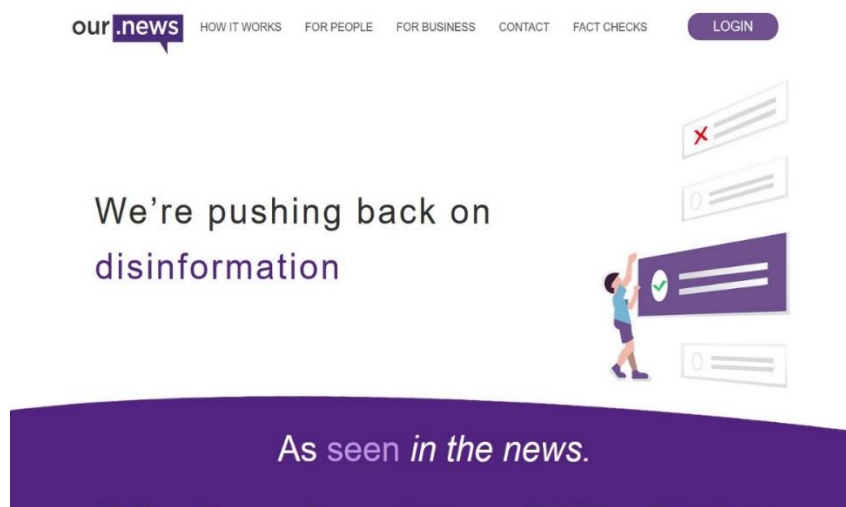 our.news HOW IT WORKS FOR PEOPLE FOR BUSINESS CONTACT FACT CHECKS LOGIN
We're pushing back on
disinformation
As seen in the news.